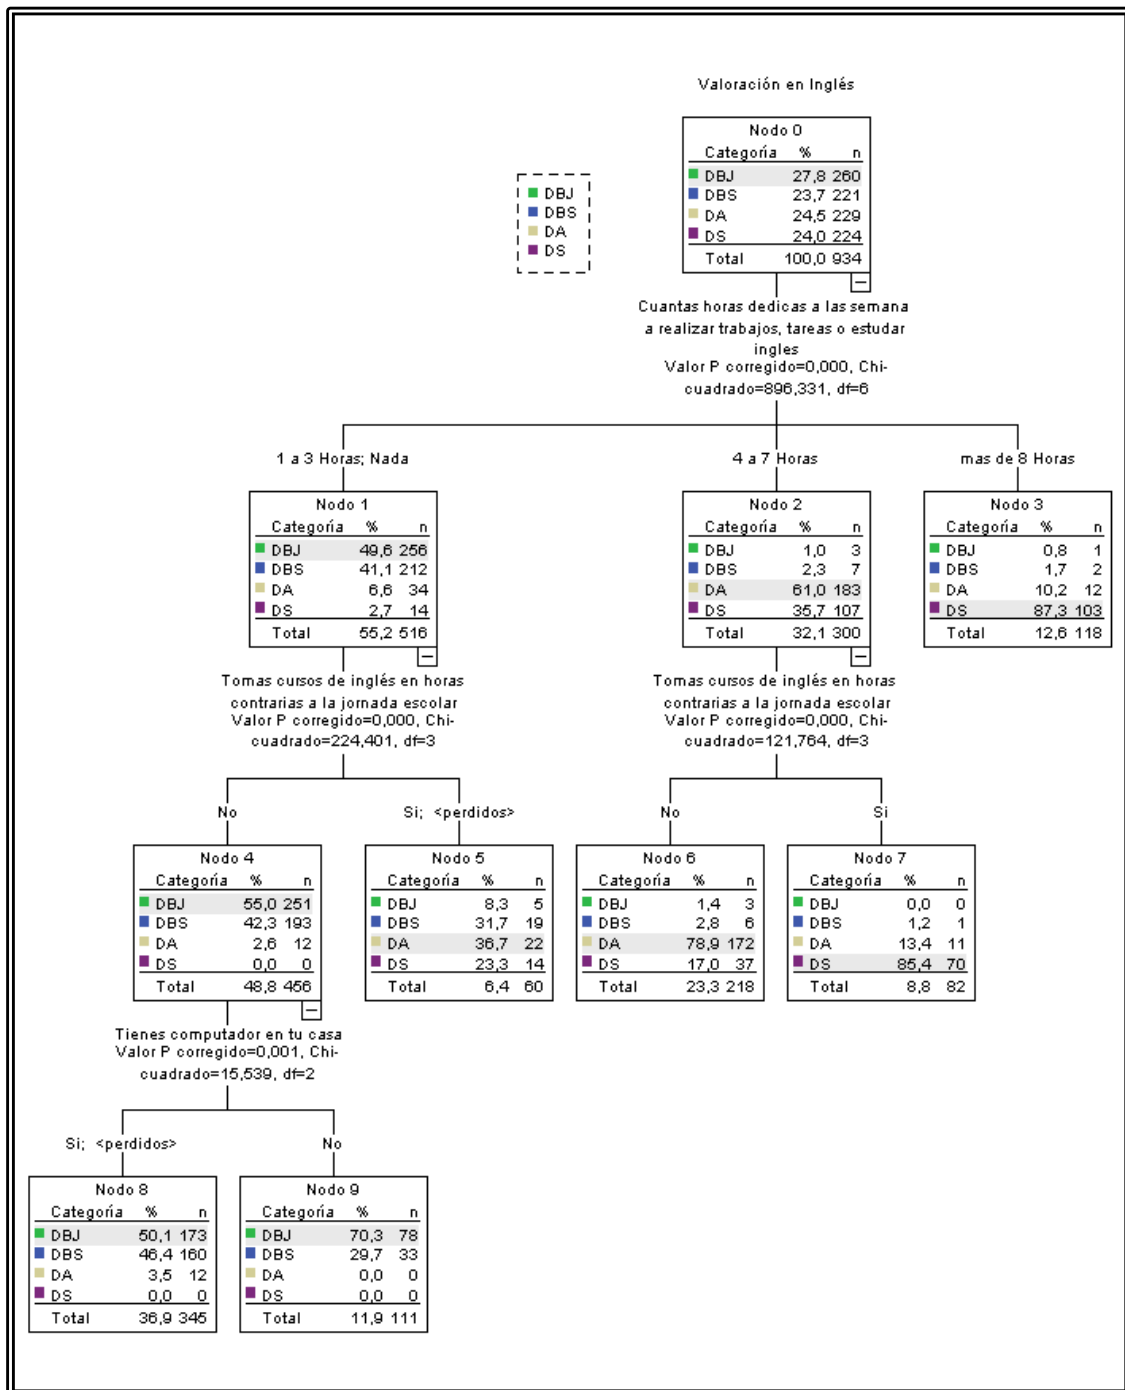 Valoración en Inglés
Nodo 0
Categoría % n
DBJ 27,8 260
DBS 23,7 221
DA 24,5 229
DS 24,0 224
Total 100,0 934
DBJ
DBS
DA
DS
Cuantas horas dedicas a las semana
a realizar trabajos, tareas o estudar
ingles
Valor P corregido=0,000, Chi-
cuadrado=896,331, df=6
1 a 3 Horas; Nada
4 a 7 Horas
mas de 8 Horas
Nodo 1
Categoría % n
DBJ 49,6 256
DBS 41,1 212
DA 6,6 34
DS 2,7 14
Total 55,2 516
Nodo 2
Categoría % n
DBJ 1,0 3
DBS 2,3 7
DA 61,0 183
DS 35,7 107
Total 32,1 300
Nodo 3
Categoría % n
DBJ 0,8 1
DBS 1,7 2
DA 10,2 12
DS 87,3 103
Total 12,6 118
Tomas cursos de inglés en horas
contrarias a la jornada escolar
Valor P corregido=0,000, Chi-
cuadrado=224,401, df=3
Tomas cursos de inglés en horas
contrarias a la jornada escolar
Valor P corregido=0,000, Chi-
cuadrado=121,764, df=3
No
Si; <perdidos>
No
Si
Nodo 4
Categoría % n
DBJ 55,0 251
DBS 42,3 193
DA 2,6 12
DS 0,0 0
Total 48,8 456
Nodo 5
Categoría % n
DBJ 8,3 5
DBS 31,7 19
DA 36,7 22
DS 23,3 14
Total 6,4 60
Nodo 6
Categoría % n
DBJ 1,4 3
DBS 2,8 6
DA 78,9 172
DS 17,0 37
Total 23,3 218
Nodo 7
Categoría % n
DBJ 0,0 0
DBS 1,2 1
DA 13,4 11
DS 85,4 70
Total 8,8 82
Tienes computador en tu casa
Valor P corregido=0,001, Chi-
cuadrado=15,539, df=2
Si; <perdidos>
No
Nodo 8
Categoría % n
DBJ 50,1 173
DBS 46,4 160
DA 3,5 12
DS 0,0 0
Total 36,9 345
Nodo 9
Categoría % n
DBJ 70,3 78
DBS 29,7 33
DA 0,0 0
DS 0,0 0
Total 11,9 111